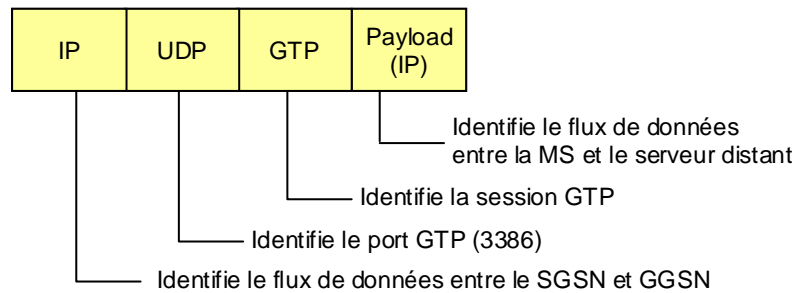 IP
UDP
GTP
Payload
(IP)
Identifie le flux de données
entre la MS et le serveur distant
Identifie la session GTP
Identifie le port GTP (3386)
Identifie le flux de données entre le SGSN et GGSN